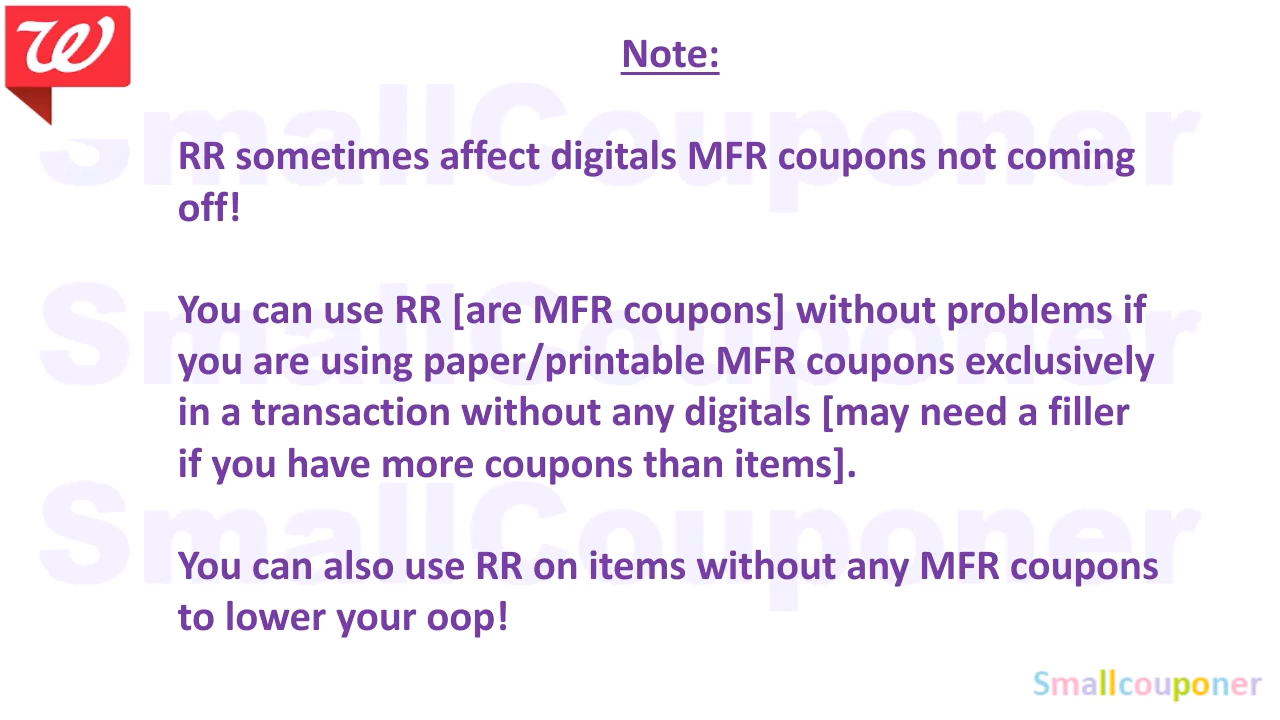 Note:
SmallCouponer
RR sometimes affect digitals MFR coupons not coming
off!
SmallCouponer
You can use RR [are MFR coupons] without problems if
you are using paper/printable MFR coupons exclusively
in a transaction without any digitals [may need a filler
if you have more coupons than items].
SmallCouponer
You can also use RR on items without any MFR coupons
to lower your oop!
Smallcouponer